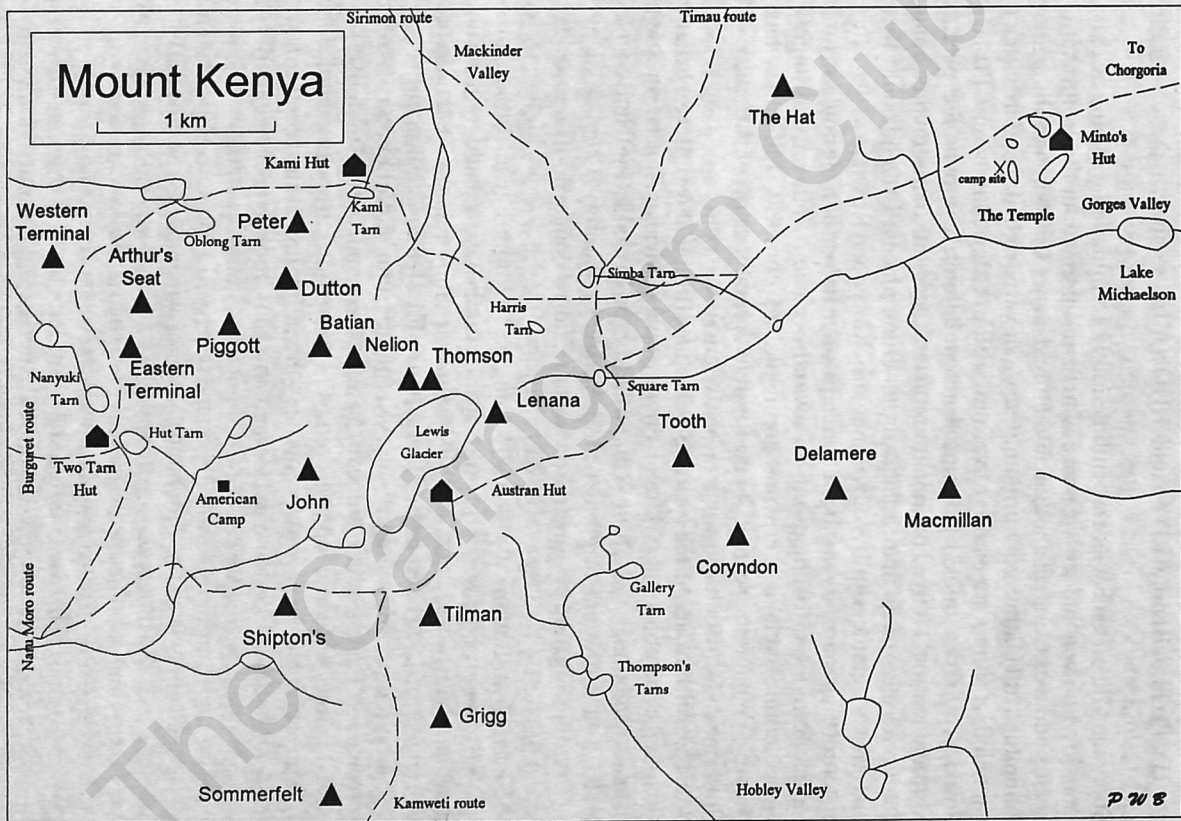 Sirimon route
Timau route
Mount Kenya
1 km
Mackinder
Valley
To
Chorgoria
The Hat
Minto's
Hut
camp site
The Temple
Gorges Valley
Lake
Michaelson
Kami Hut
Kami
Tarn
Western
Terminal
Peter
Oblong Tarn
Arthur's
Seat
Dutton
Simba Tarn
Harris
Tarn
Batian
Piggott
Nelion
Thomson
Eastern
Terminal
Nanyuki
Tarn
Lenana
Square Tarn
Tooth
Hut Tarn
Lewis
Glacier
Burguret route
Two Tarn
Hut
Delamere
American
Camp
John
Austran Hut
Macmillan
Coryndon
Gallery
Tarn
Naru Moro route
Shipton's
Tilman
Thompson's
Tarns
Grigg
Sommerfelt
Kamweti route
Hobley Valley
P W B
The Cairngorm Club